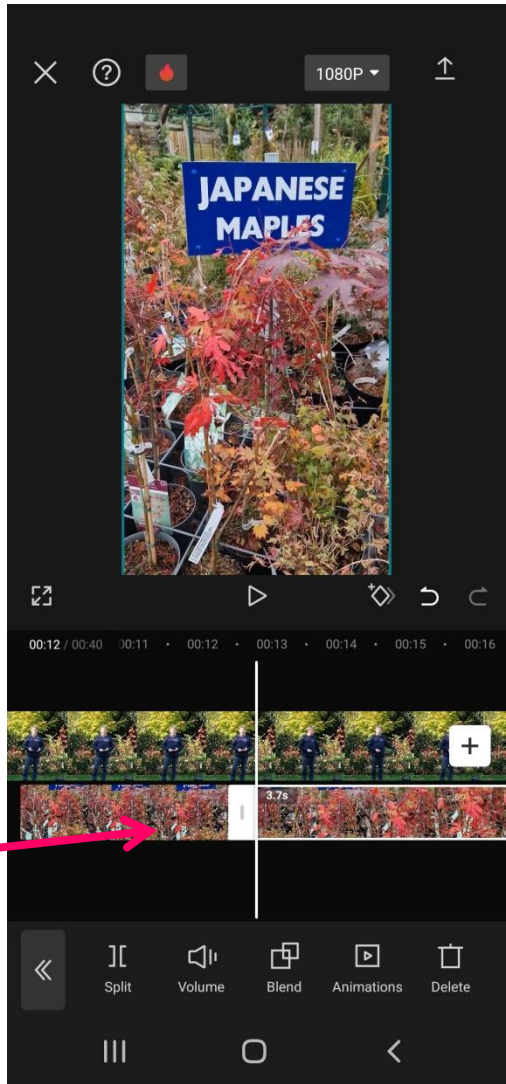 1080P
JAPANESE
MAPLES
00:12 / 00:40 00:11 • 00:12 • 00:13 • 00:14 • 00:15 • 00:16
3.7s
Split Volume Blend Animations Delete